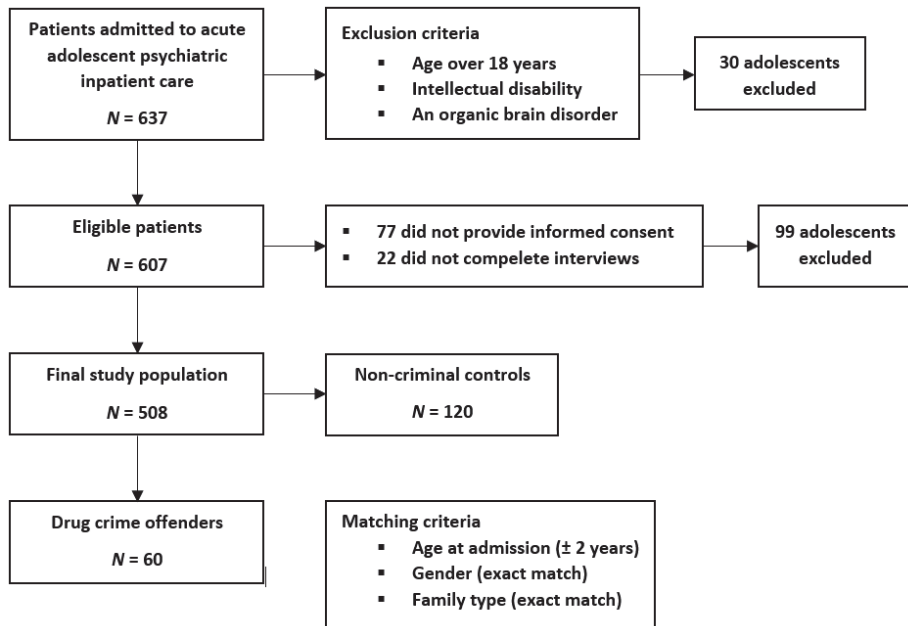 Patients admitted to acute
adolescent psychiatric
inpatient care
N = 637
Exclusion criteria
▪ Age over 18 years
▪ Intellectual disability
▪ An organic brain disorder
30 adolescents
excluded
Eligible patients
N = 607
▪ 77 did not provide informed consent
▪ 22 did not compelete interviews
99 adolescents
excluded
Final study population
N = 508
Non-criminal controls
N = 120
Drug crime offenders
N = 60
Matching criteria
▪ Age at admission (± 2 years)
▪ Gender (exact match)
▪ Family type (exact match)